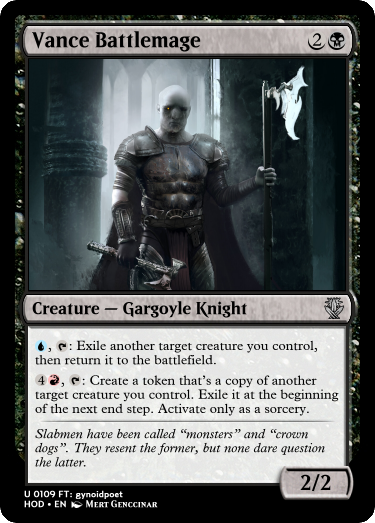 Vance Battlemage 2
Creature — Gargoyle Knight
, : Exile another target creature you control,
then return it to the battlefield.
4 , : Create a token that's a copy of another
target creature you control. Exile it at the beginning
of the next end step. Activate only as a sorcery.
Slabmen have been called “monsters” and “crown
dogs”. They resent the former, but none dare question
the latter.
2/2
U 0109 FT: gynoidpoet
HOD • EN Mert Genccinar